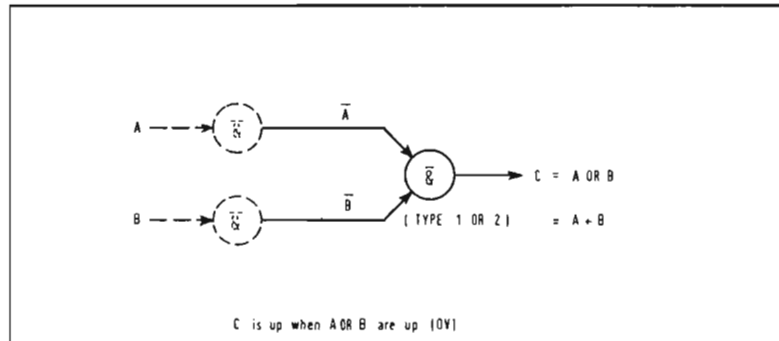 A̅
A
&̅
&̅
C = A OR B
B̅
B
&̅
( TYPE 1 OR 2 )
= A + B
C is up when A OR B are up (0V)